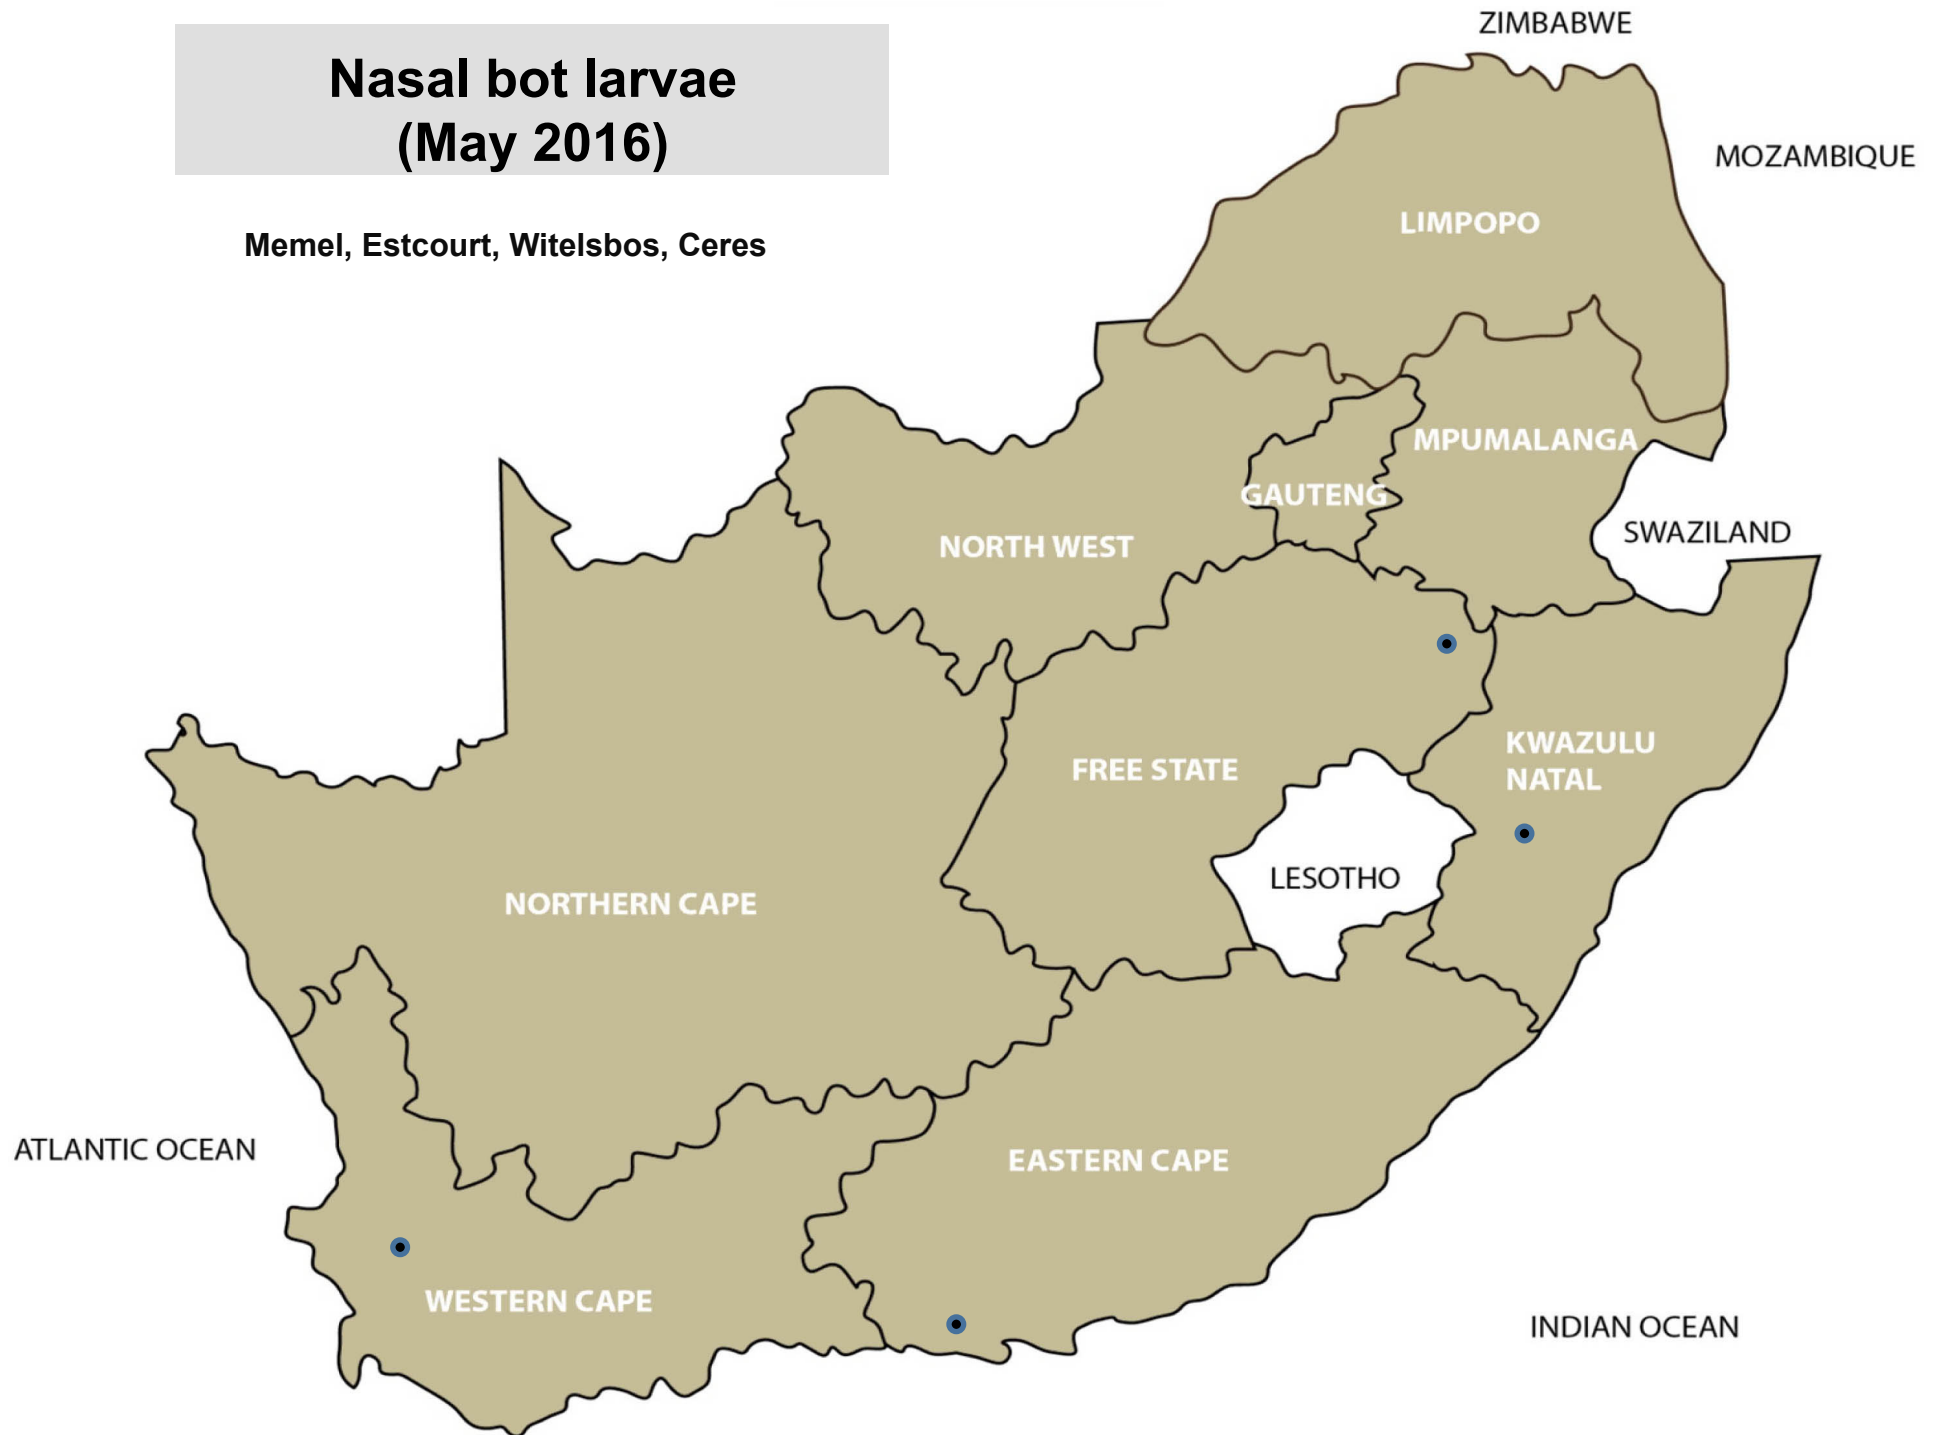 ZIMBABWE
Nasal bot larvae
(May 2016)
MOZAMBIQUE
LIMPOPO
Memel, Estcourt, Witelsbos, Ceres
MPUMALANGA
GAUTENG
SWAZILAND
NORTH WEST
KWAZULU
NATAL
FREE STATE
LESOTHO
NORTHERN CAPE
ATLANTIC OCEAN
EASTERN CAPE
WESTERN CAPE
INDIAN OCEAN